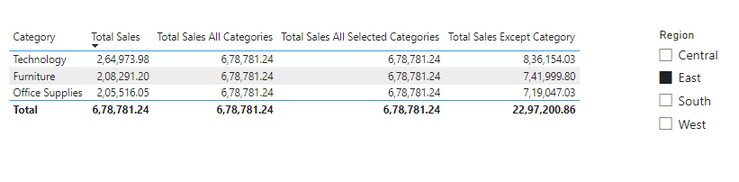 Category Total Sales Total Sales All Categories Total Sales All Selected Categories Total Sales Except Category
Technology 2,64,973.98 6,78,781.24 6,78,781.24 8,36,154.03
Furniture 2,08,291.20 6,78,781.24 6,78,781.24 7,41,999.80
Office Supplies 2,05,516.05 6,78,781.24 6,78,781.24 7,19,047.03
Total 6,78,781.24 6,78,781.24 6,78,781.24 22,97,200.86
Region
Central
East
South
West